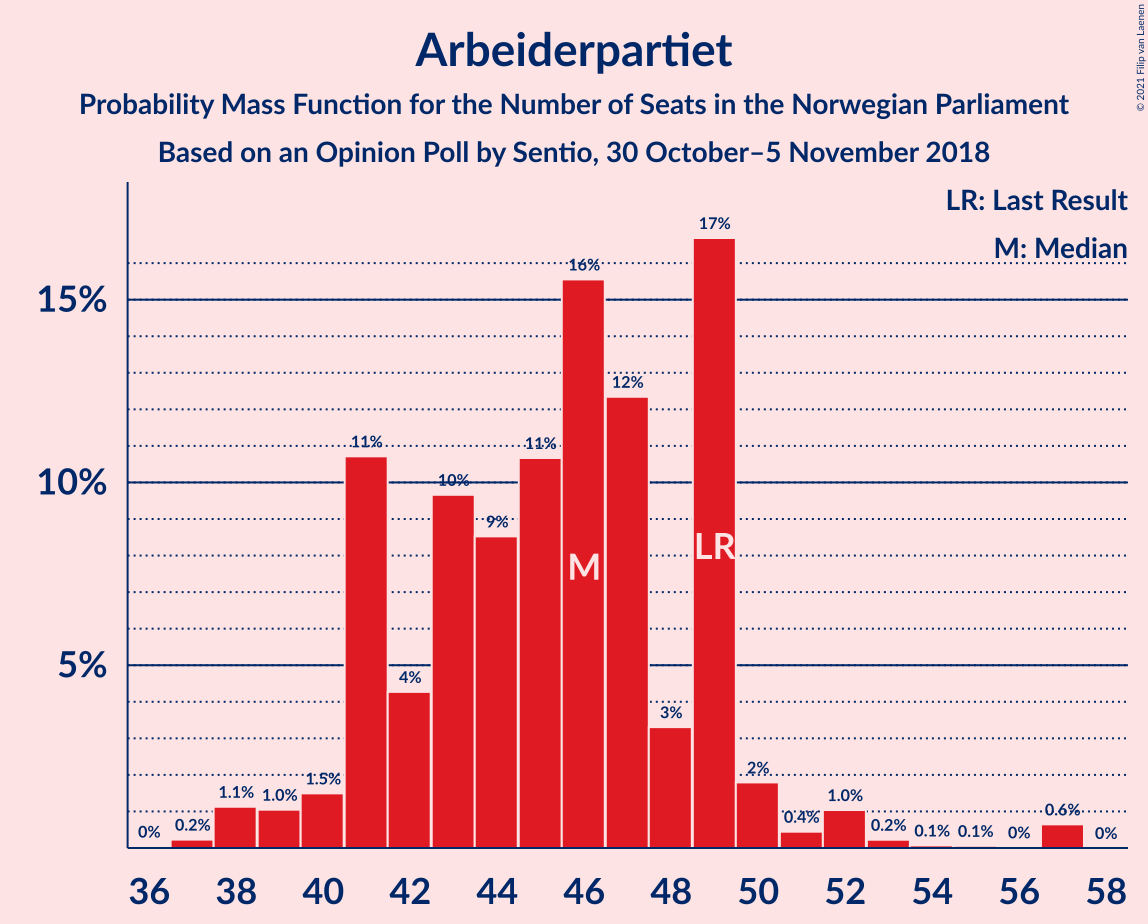 Arbeiderpartiet
Probability Mass Function for the Number of Seats in the Norwegian Parliament
Based on an Opinion Poll by Sentio, 30 October–5 November 2018
© 2021 Filip van Laenen
LR: Last Result
M: Median
15%
10%
5%
0%
0.2%
1.1%
1.0%
1.5%
11%
4%
10%
9%
11%
16%
12%
3%
17%
2%
0.4%
1.0%
0.2%
0.1%
0.1%
0%
0.6%
0%
M
LR
36 38 40 42 44 46 48 50 52 54 56 58